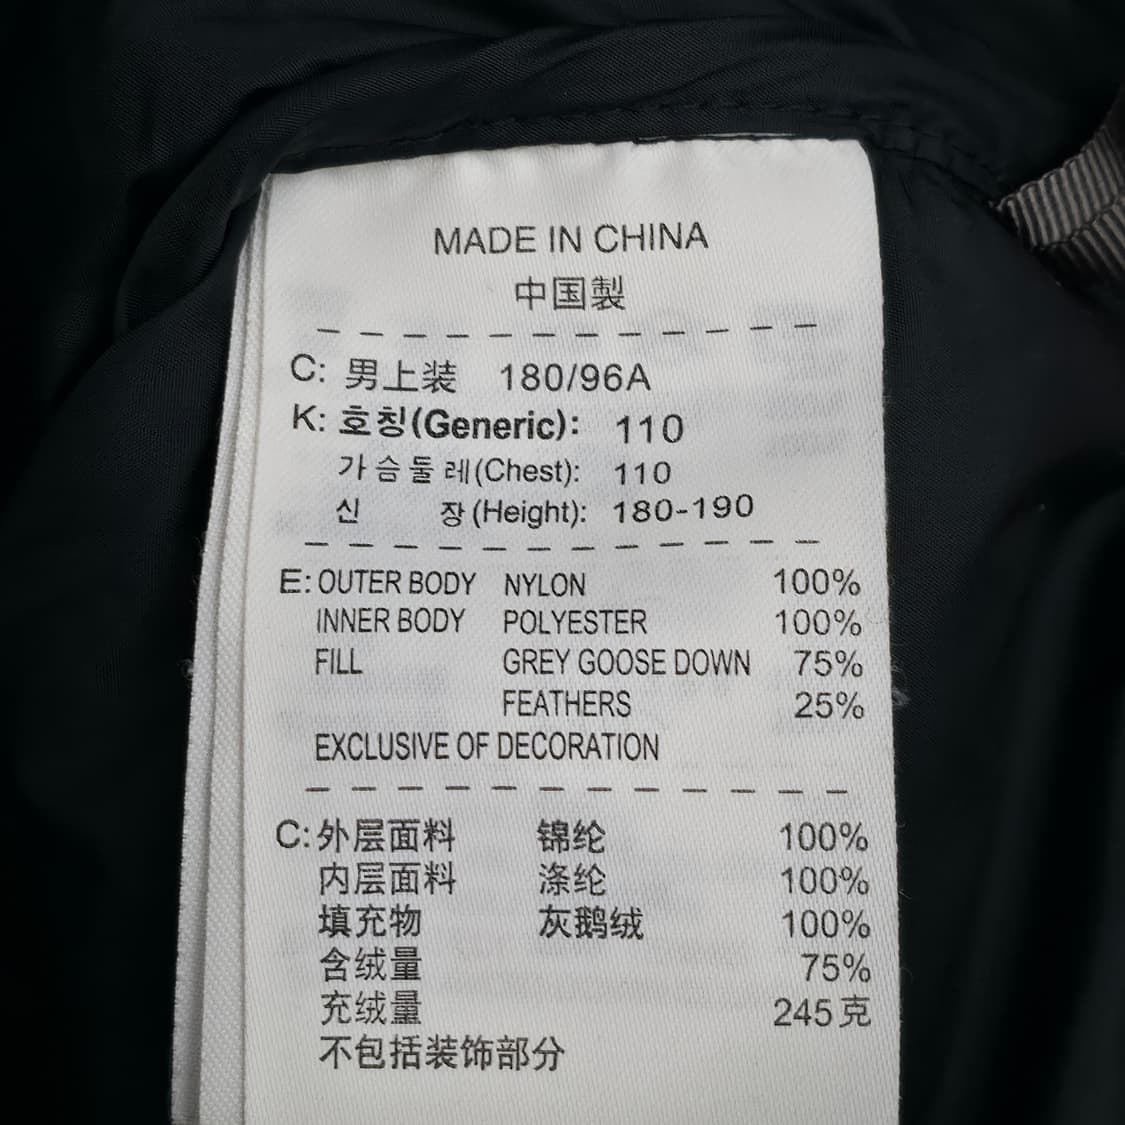 MADE IN CHINA
中国製
C: 男上装 180/96A
K: 호칭(Generic): 110
가슴둘레(Chest): 110
신 장(Height): 180-190
E: OUTER BODY NYLON 100%
INNER BODY POLYESTER 100%
FILL GREY GOOSE DOWN 75%
FEATHERS 25%
EXCLUSIVE OF DECORATION
C: 外层面料 锦纶 100%
内层面料 涤纶 100%
填充物 灰鹅绒 100%
含绒量 75%
充绒量 245克
不包括装饰部分